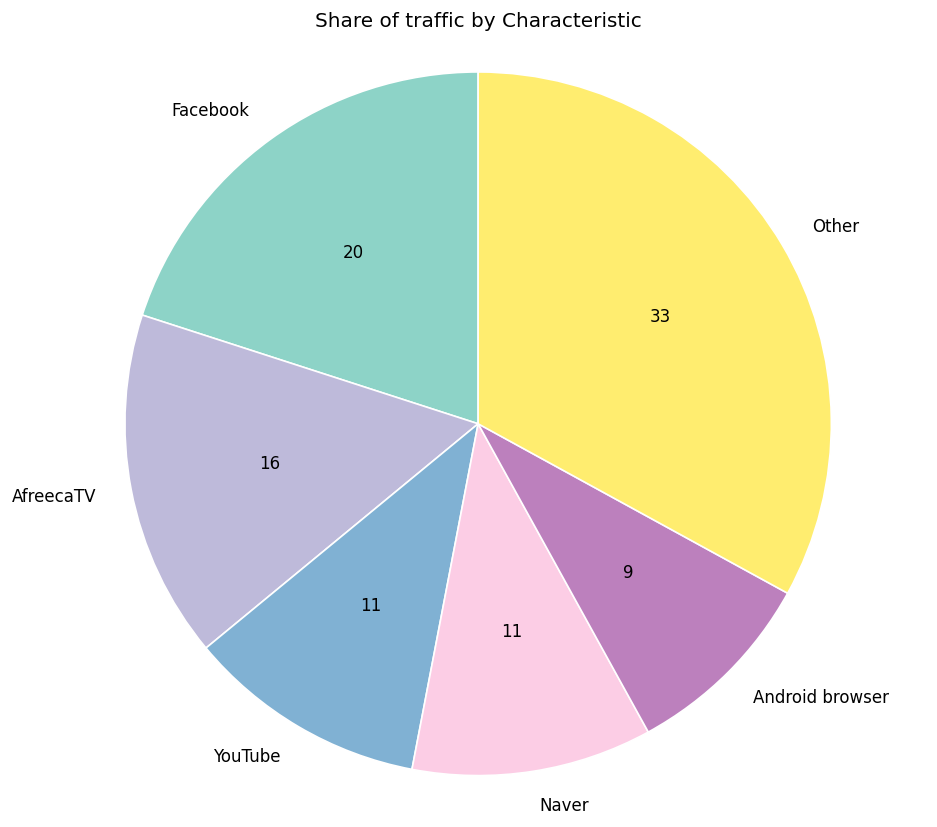 Share of traffic by Characteristic
Facebook
Other
20
33
16
AfreecaTV
9
11
11
Android browser
YouTube
Naver